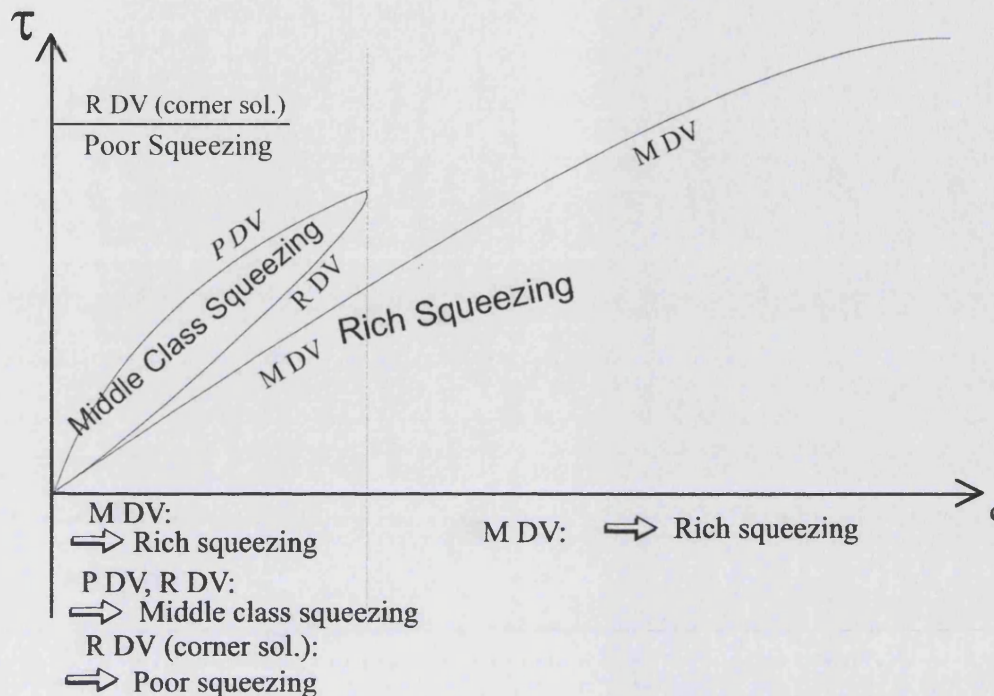 τ
R DV (corner sol.)
Poor Squeezing
P DV
Middle Class Squeezing
R DV
M DV
M DV
Rich Squeezing
M DV:
⇒ Rich squeezing
M DV: ⇒ Rich squeezing
P DV, R DV:
⇒ Middle class squeezing
R DV (corner sol.):
⇒ Poor squeezing